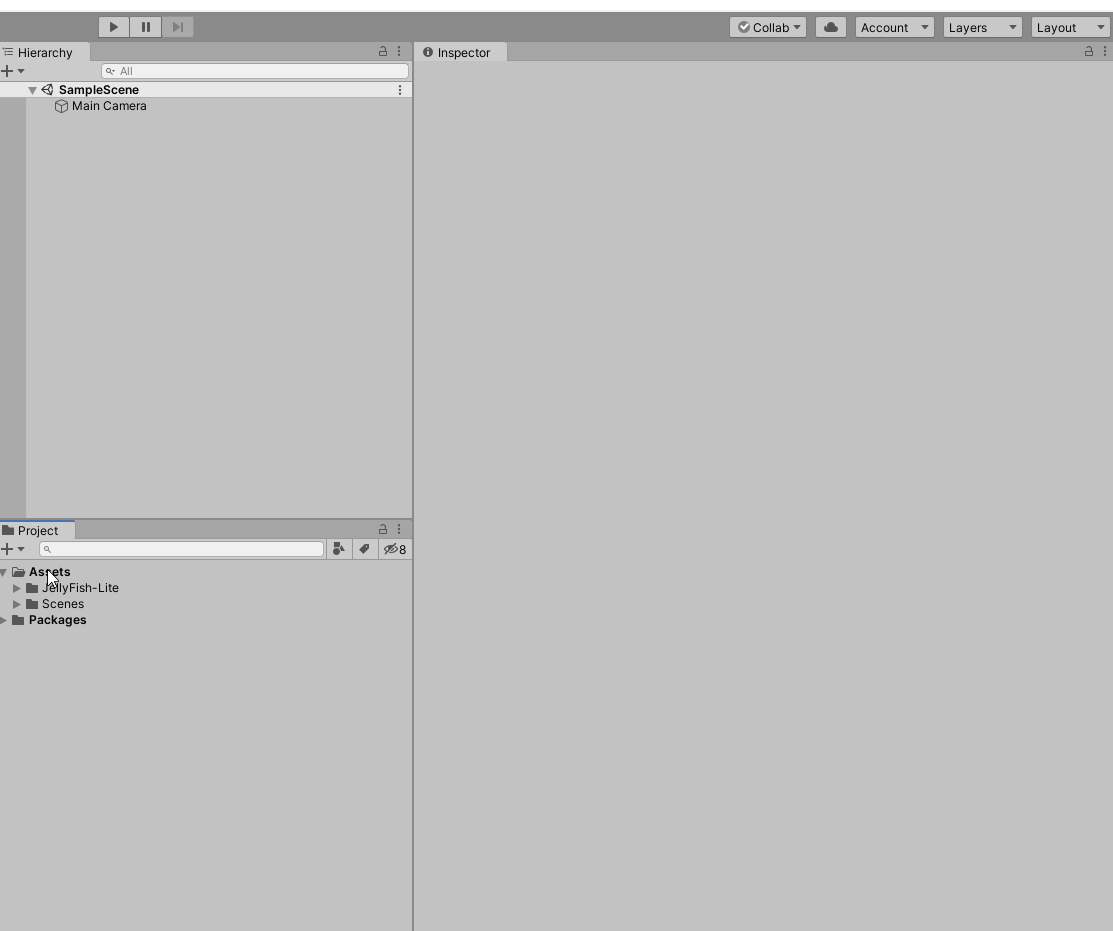 Collab Account Layers Layout
Hierarchy Inspector
All
SampleScene
Main Camera
Project
8
Assets
JellyFish-Lite
Scenes
Packages